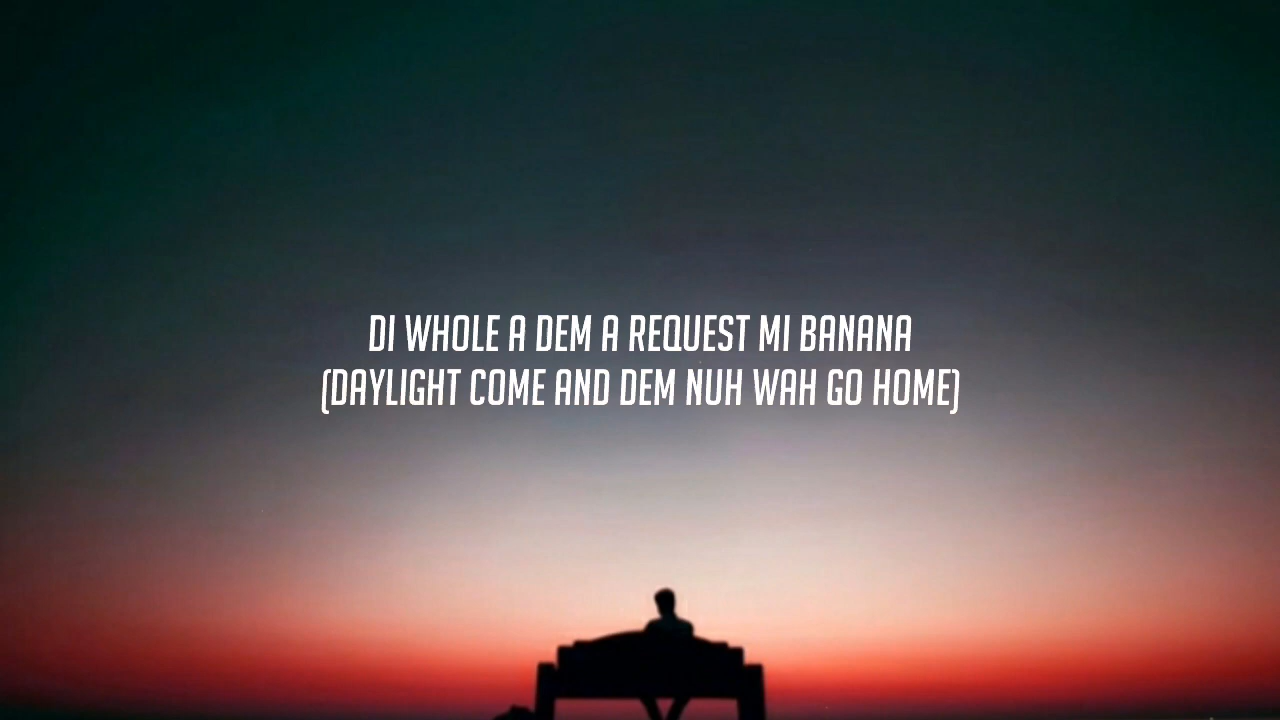 DI WHOLE A DEM A REQUEST MI BANANA
(DAYLIGHT COME AND DEM NUH WAH GO HOME)